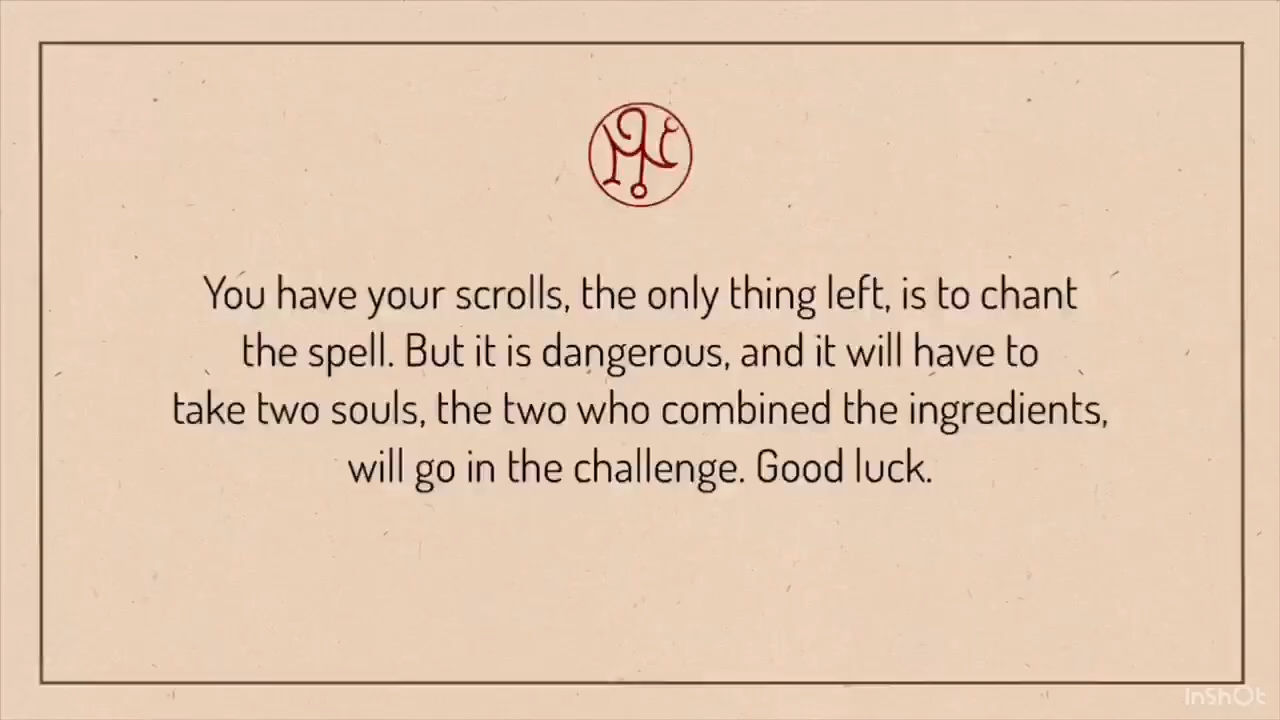 You have your scrolls, the only thing left, is to chant
the spell. But it is dangerous, and it will have to
take two souls, the two who combined the ingredients,
will go in the challenge. Good luck.
InShOt